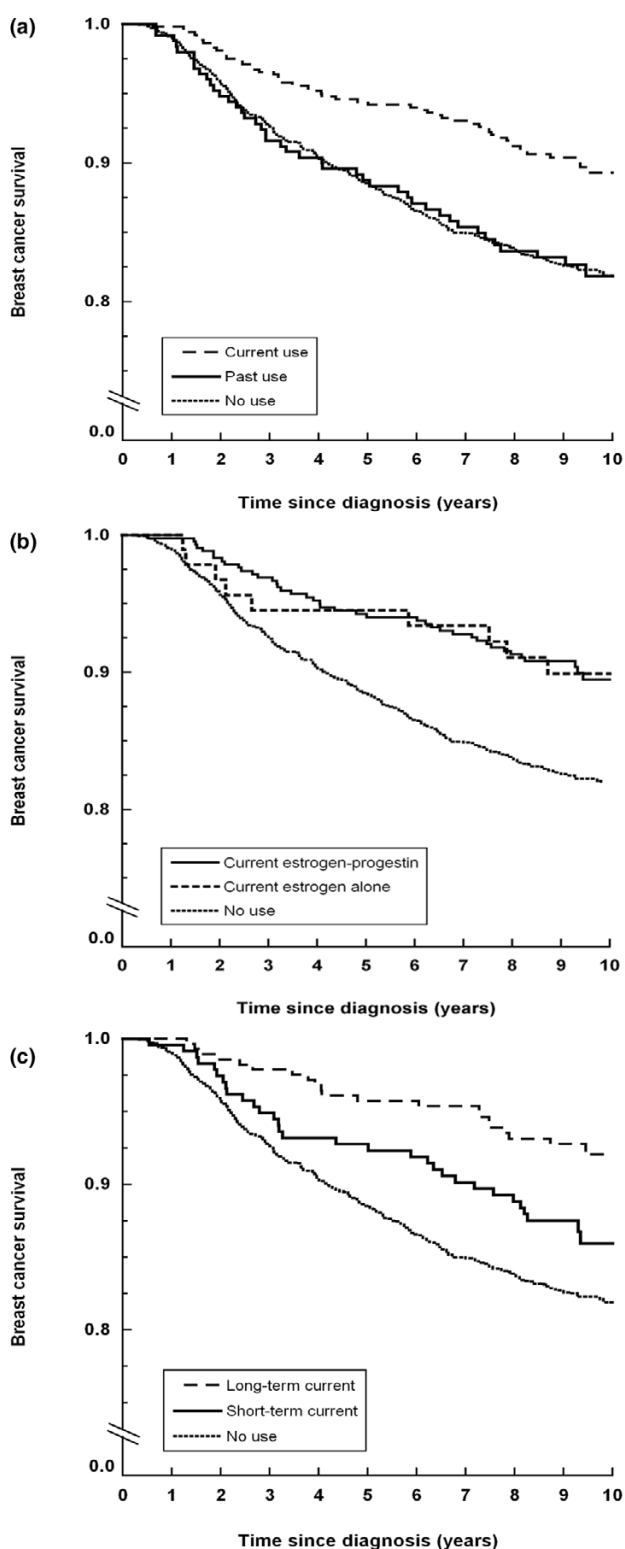 (a)
Breast cancer survival
1.0
0.9
0.8
0.0
Current use
Past use
No use
0 1 2 3 4 5 6 7 8 9 10
Time since diagnosis (years)
(b)
Breast cancer survival
1.0
0.9
0.8
0.0
Current estrogen-progestin
Current estrogen alone
No use
0 1 2 3 4 5 6 7 8 9 10
Time since diagnosis (years)
(c)
Breast cancer survival
1.0
0.9
0.8
0.0
Long-term current
Short-term current
No use
0 1 2 3 4 5 6 7 8 9 10
Time since diagnosis (years)